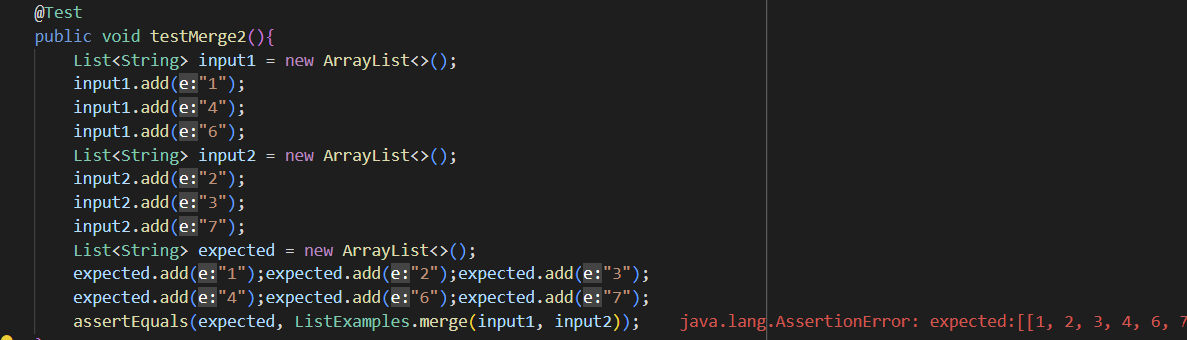 @Test
public void testMerge2(){
List<String> input1 = new ArrayList<>();
input1.add(e:"1");
input1.add(e:"4");
input1.add(e:"6");
List<String> input2 = new ArrayList<>();
input2.add(e:"2");
input2.add(e:"3");
input2.add(e:"7");
List<String> expected = new ArrayList<>();
expected.add(e:"1");expected.add(e:"2");expected.add(e:"3");
expected.add(e:"4");expected.add(e:"6");expected.add(e:"7");
assertEquals(expected, ListExamples.merge(input1, input2)); java.lang.AssertionError: expected:[[1, 2, 3, 4, 6, 7